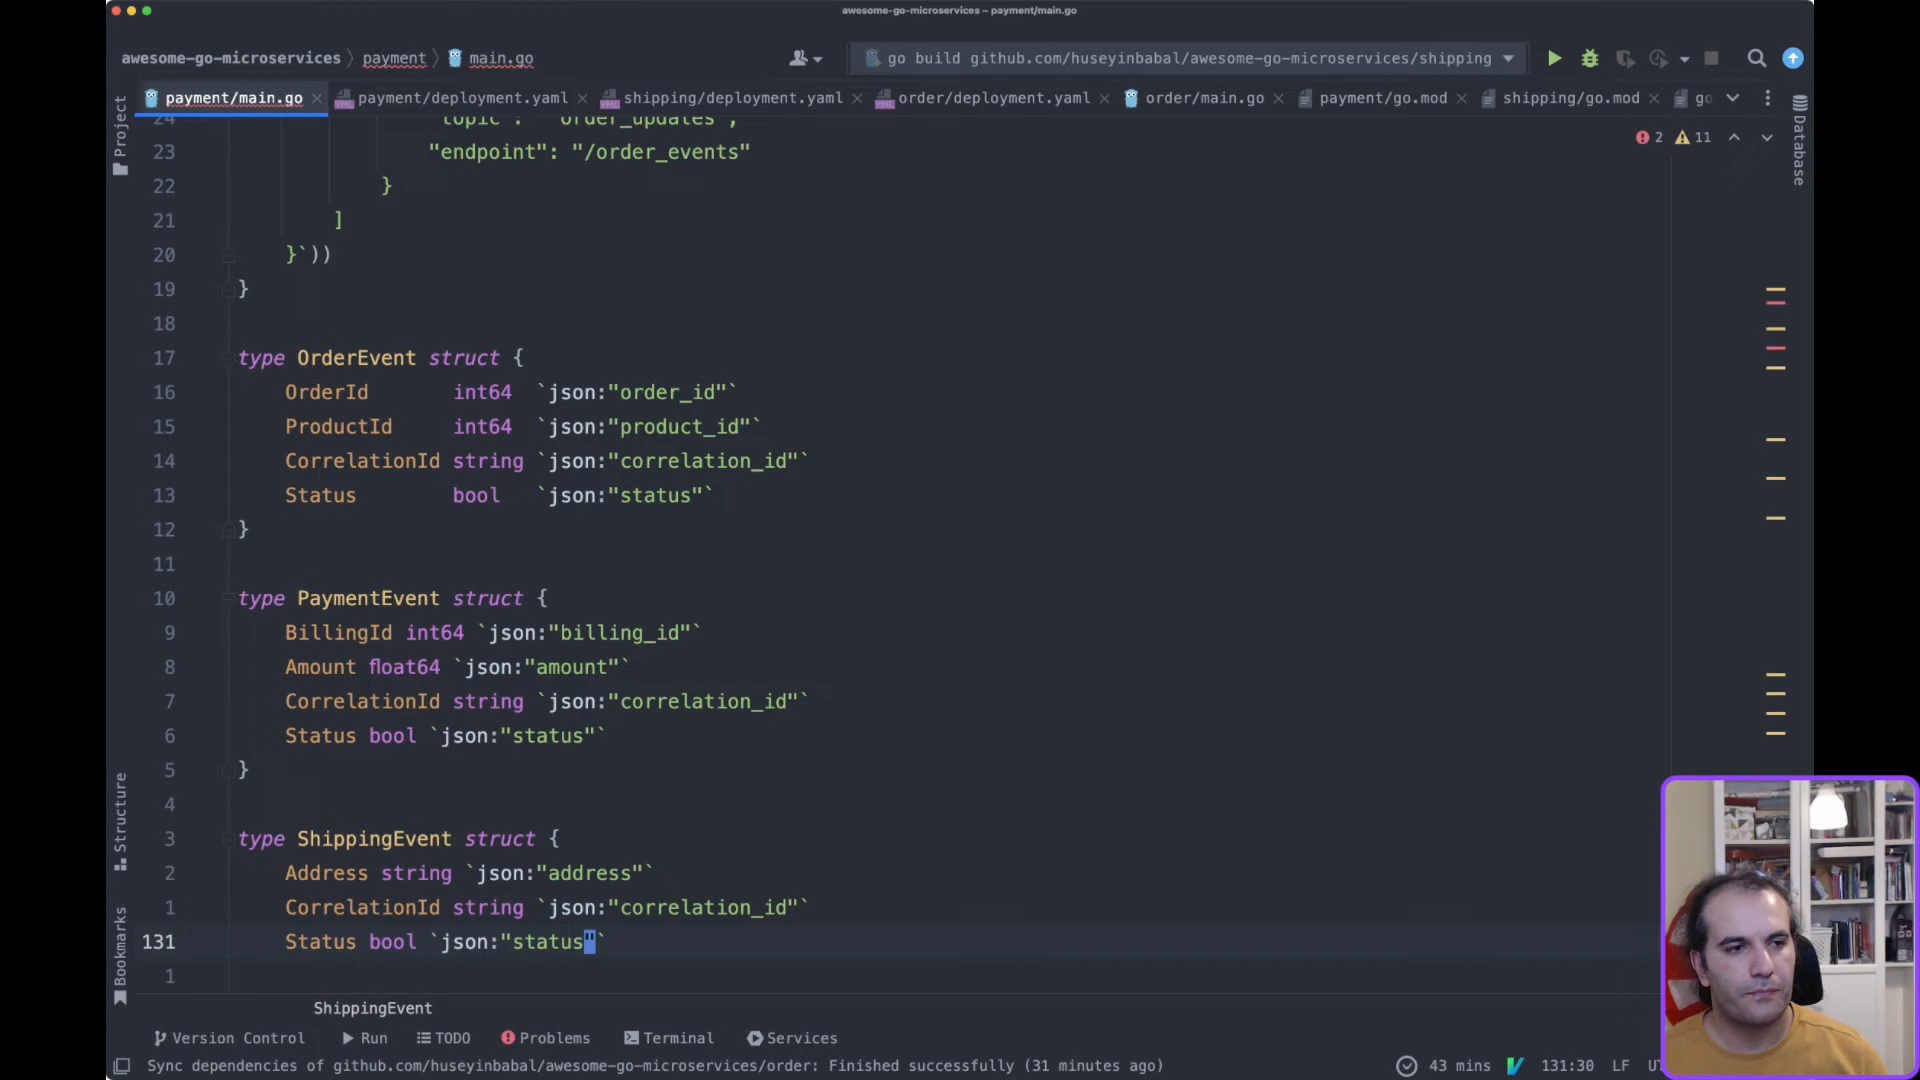 awesome-go-microservices – payment/main.go
awesome-go-microservices 〉 payment 〉 main.go
go build github.com/huseyinbabal/awesome-go-microservices/shipping
payment/main.go × payment/deployment.yaml × shipping/deployment.yaml × order/deployment.yaml × order/main.go × payment/go.mod × shipping/go.mod × go
Project
Database
2 11
24 "topic": "order_updates",
23 "endpoint": "/order_events"
22 }
21 ]
20 }`))
19 }
18
17 type OrderEvent struct {
16 OrderId int64 `json:"order_id"`
15 ProductId int64 `json:"product_id"`
14 CorrelationId string `json:"correlation_id"`
13 Status bool `json:"status"`
12 }
11
10 type PaymentEvent struct {
9 BillingId int64 `json:"billing_id"`
8 Amount float64 `json:"amount"`
7 CorrelationId string `json:"correlation_id"`
6 Status bool `json:"status"`
5 }
4
3 type ShippingEvent struct {
2 Address string `json:"address"`
1 CorrelationId string `json:"correlation_id"`
131 Status bool `json:"status"`
1
Structure
Bookmarks
ShippingEvent
Version Control Run TODO Problems Terminal Services
Sync dependencies of github.com/huseyinbabal/awesome-go-microservices/order: Finished successfully (31 minutes ago) 43 mins 131:30 LF